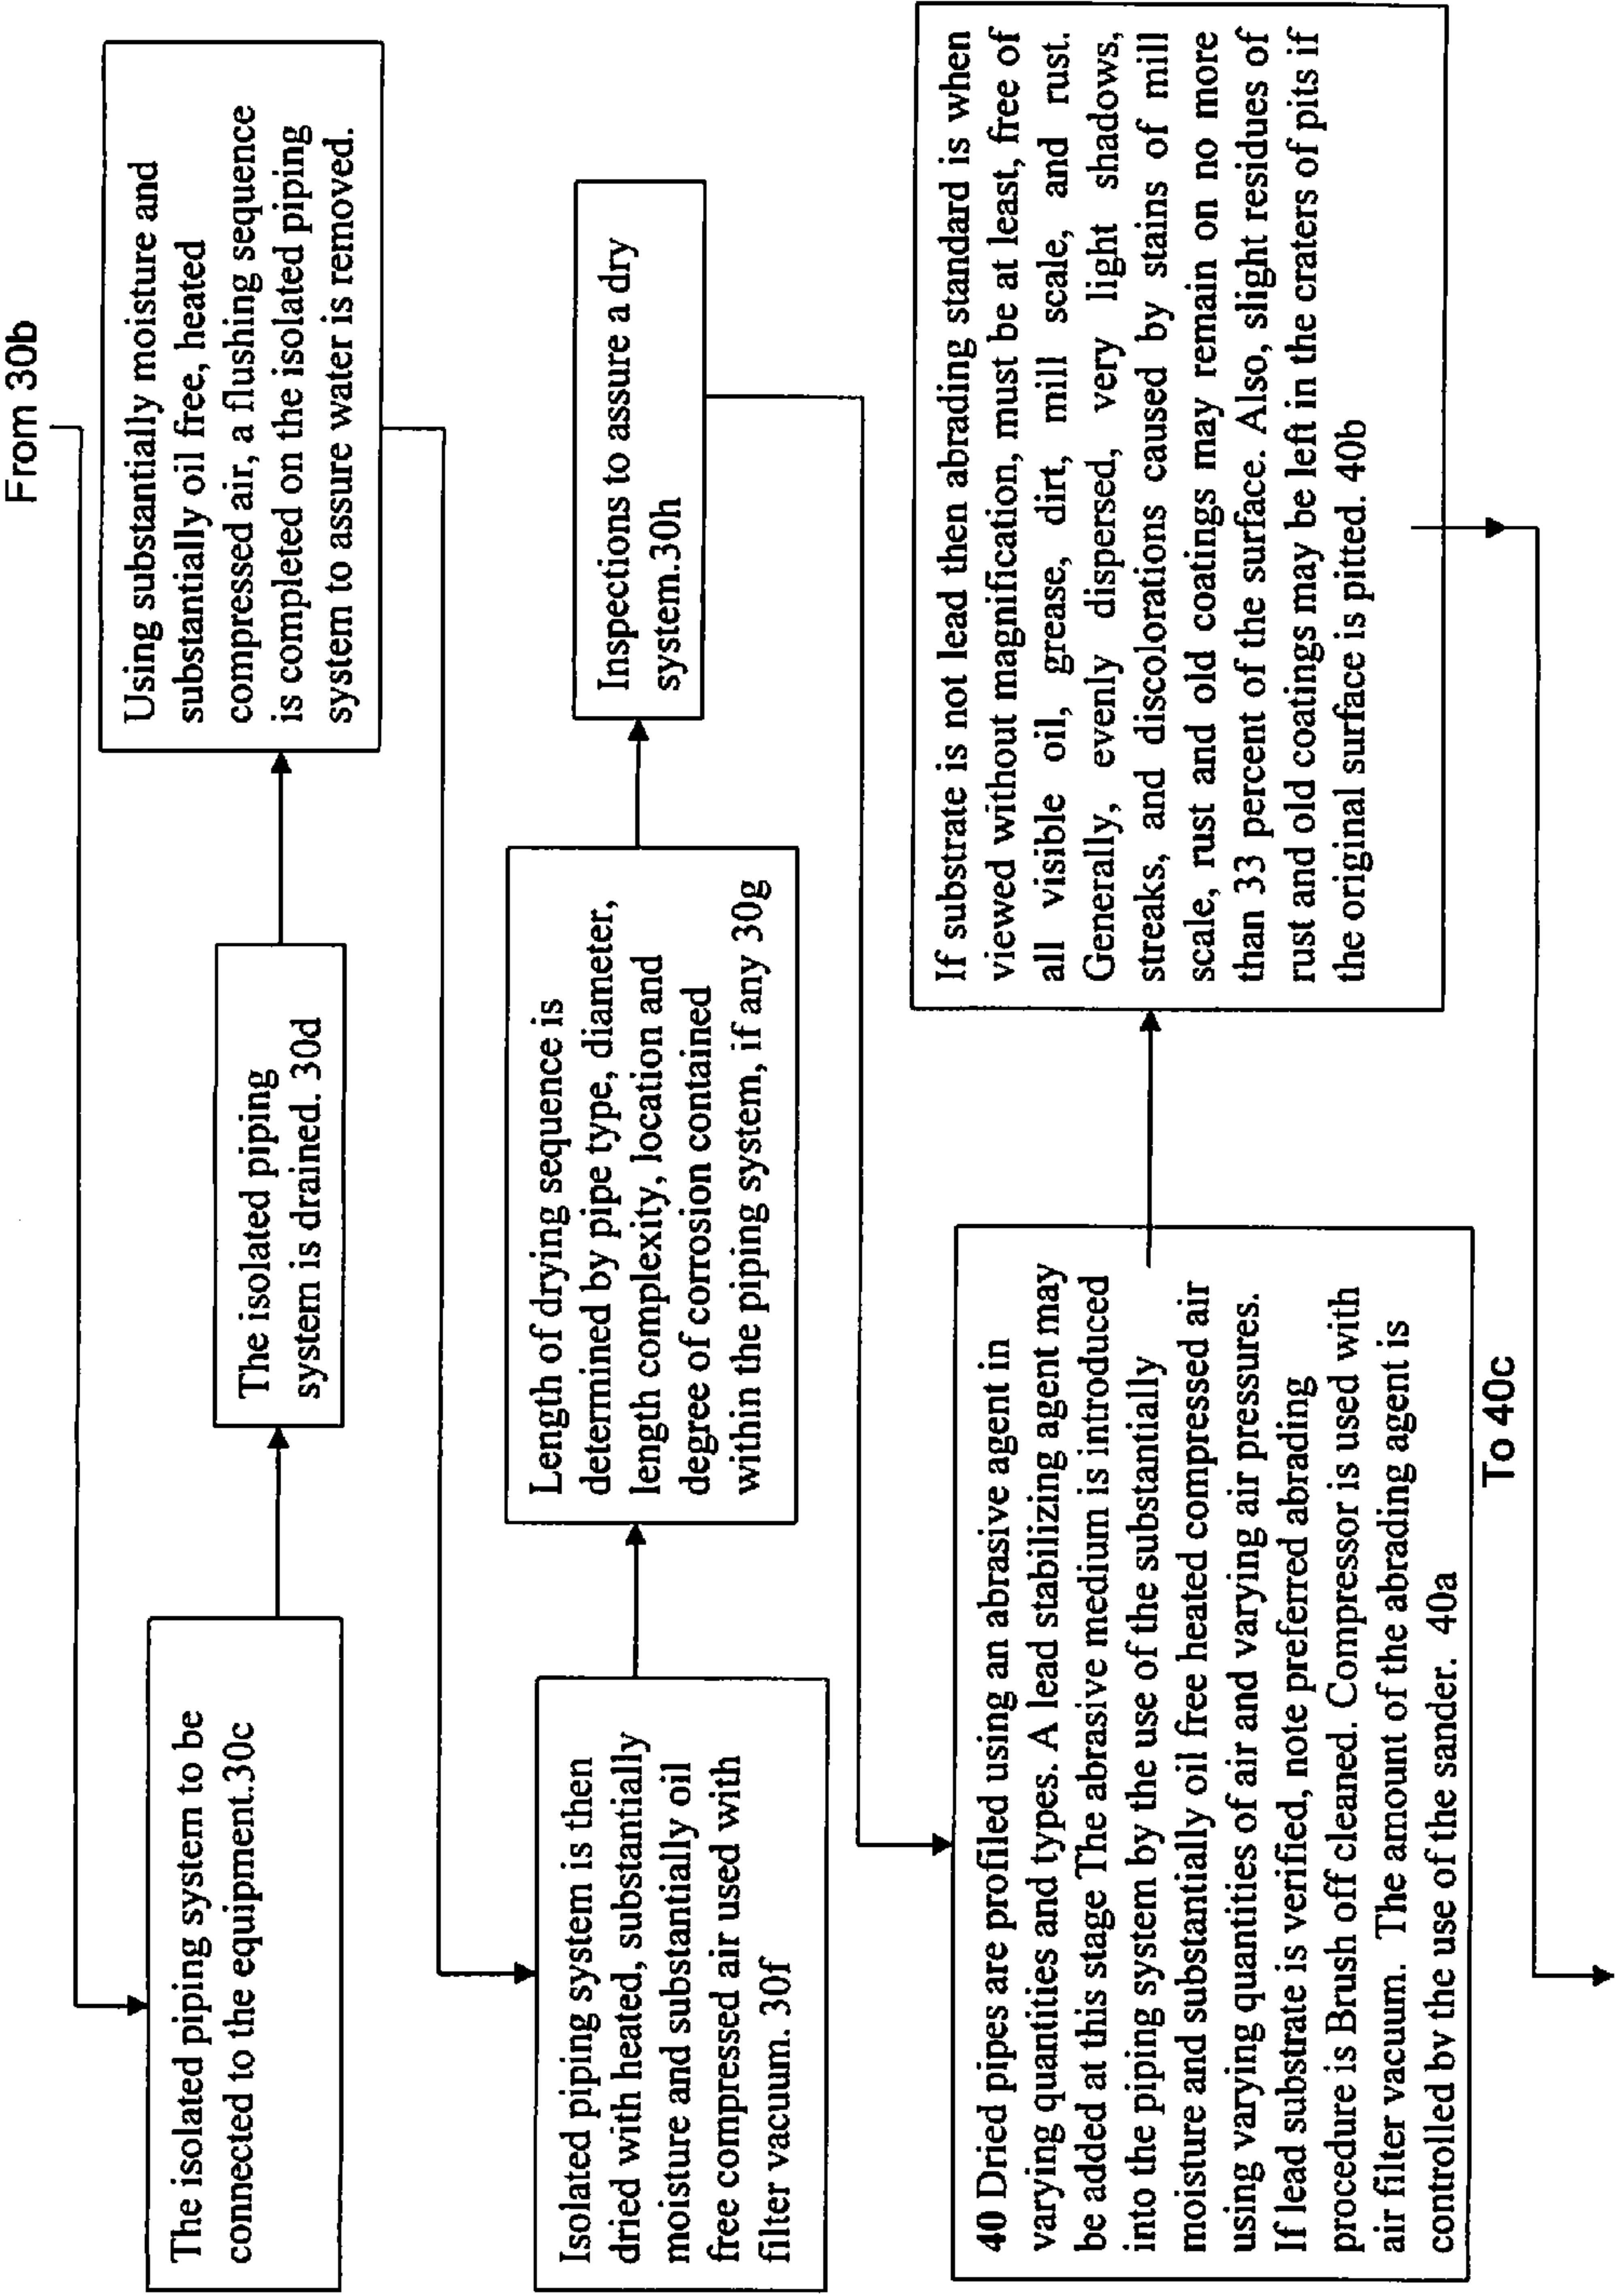 From 30b
The isolated piping system to be
connected to the equipment.30c
The isolated piping
system is drained. 30d
Using substantially moisture and
substantially oil free, heated
compressed air, a flushing sequence
is completed on the isolated piping
system to assure water is removed.
Isolated piping system is then
dried with heated, substantially
moisture and substantially oil
free compressed air used with
filter vacuum. 30f
Length of drying sequence is
determined by pipe type, diameter,
length complexity, location and
degree of corrosion contained
within the piping system, if any 30g
Inspections to assure a dry
system.30h
40 Dried pipes are profiled using an abrasive agent in
varying quantities and types. A lead stabilizing agent may
be added at this stage The abrasive medium is introduced
into the piping system by the use of the substantially
moisture and substantially oil free heated compressed air
using varying quantities of air and varying air pressures.
If lead substrate is verified, note preferred abrading
procedure is Brush off cleaned. Compressor is used with
air filter vacuum. The amount of the abrading agent is
controlled by the use of the sander. 40a
If substrate is not lead then abrading standard is when
viewed without magnification, must be at least, free of
all visible oil, grease, dirt, mill scale, and rust.
Generally, evenly dispersed, very light shadows,
streaks, and discolorations caused by stains of mill
scale, rust and old coatings may remain on no more
than 33 percent of the surface. Also, slight residues of
rust and old coatings may be left in the craters of pits if
the original surface is pitted. 40b
To 40c